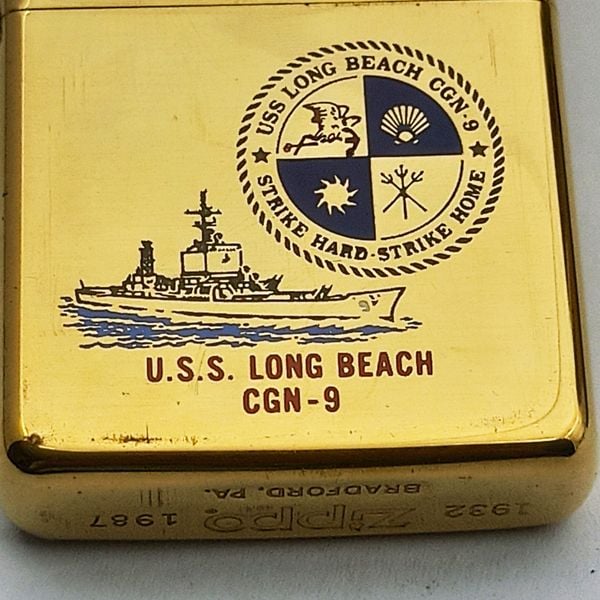 USS LONG BEACH CGN-9
STRIKE HARD-STRIKE HOME
U.S.S. LONG BEACH
CGN-9
1932 Zippo 1987
BRADFORD, PA.